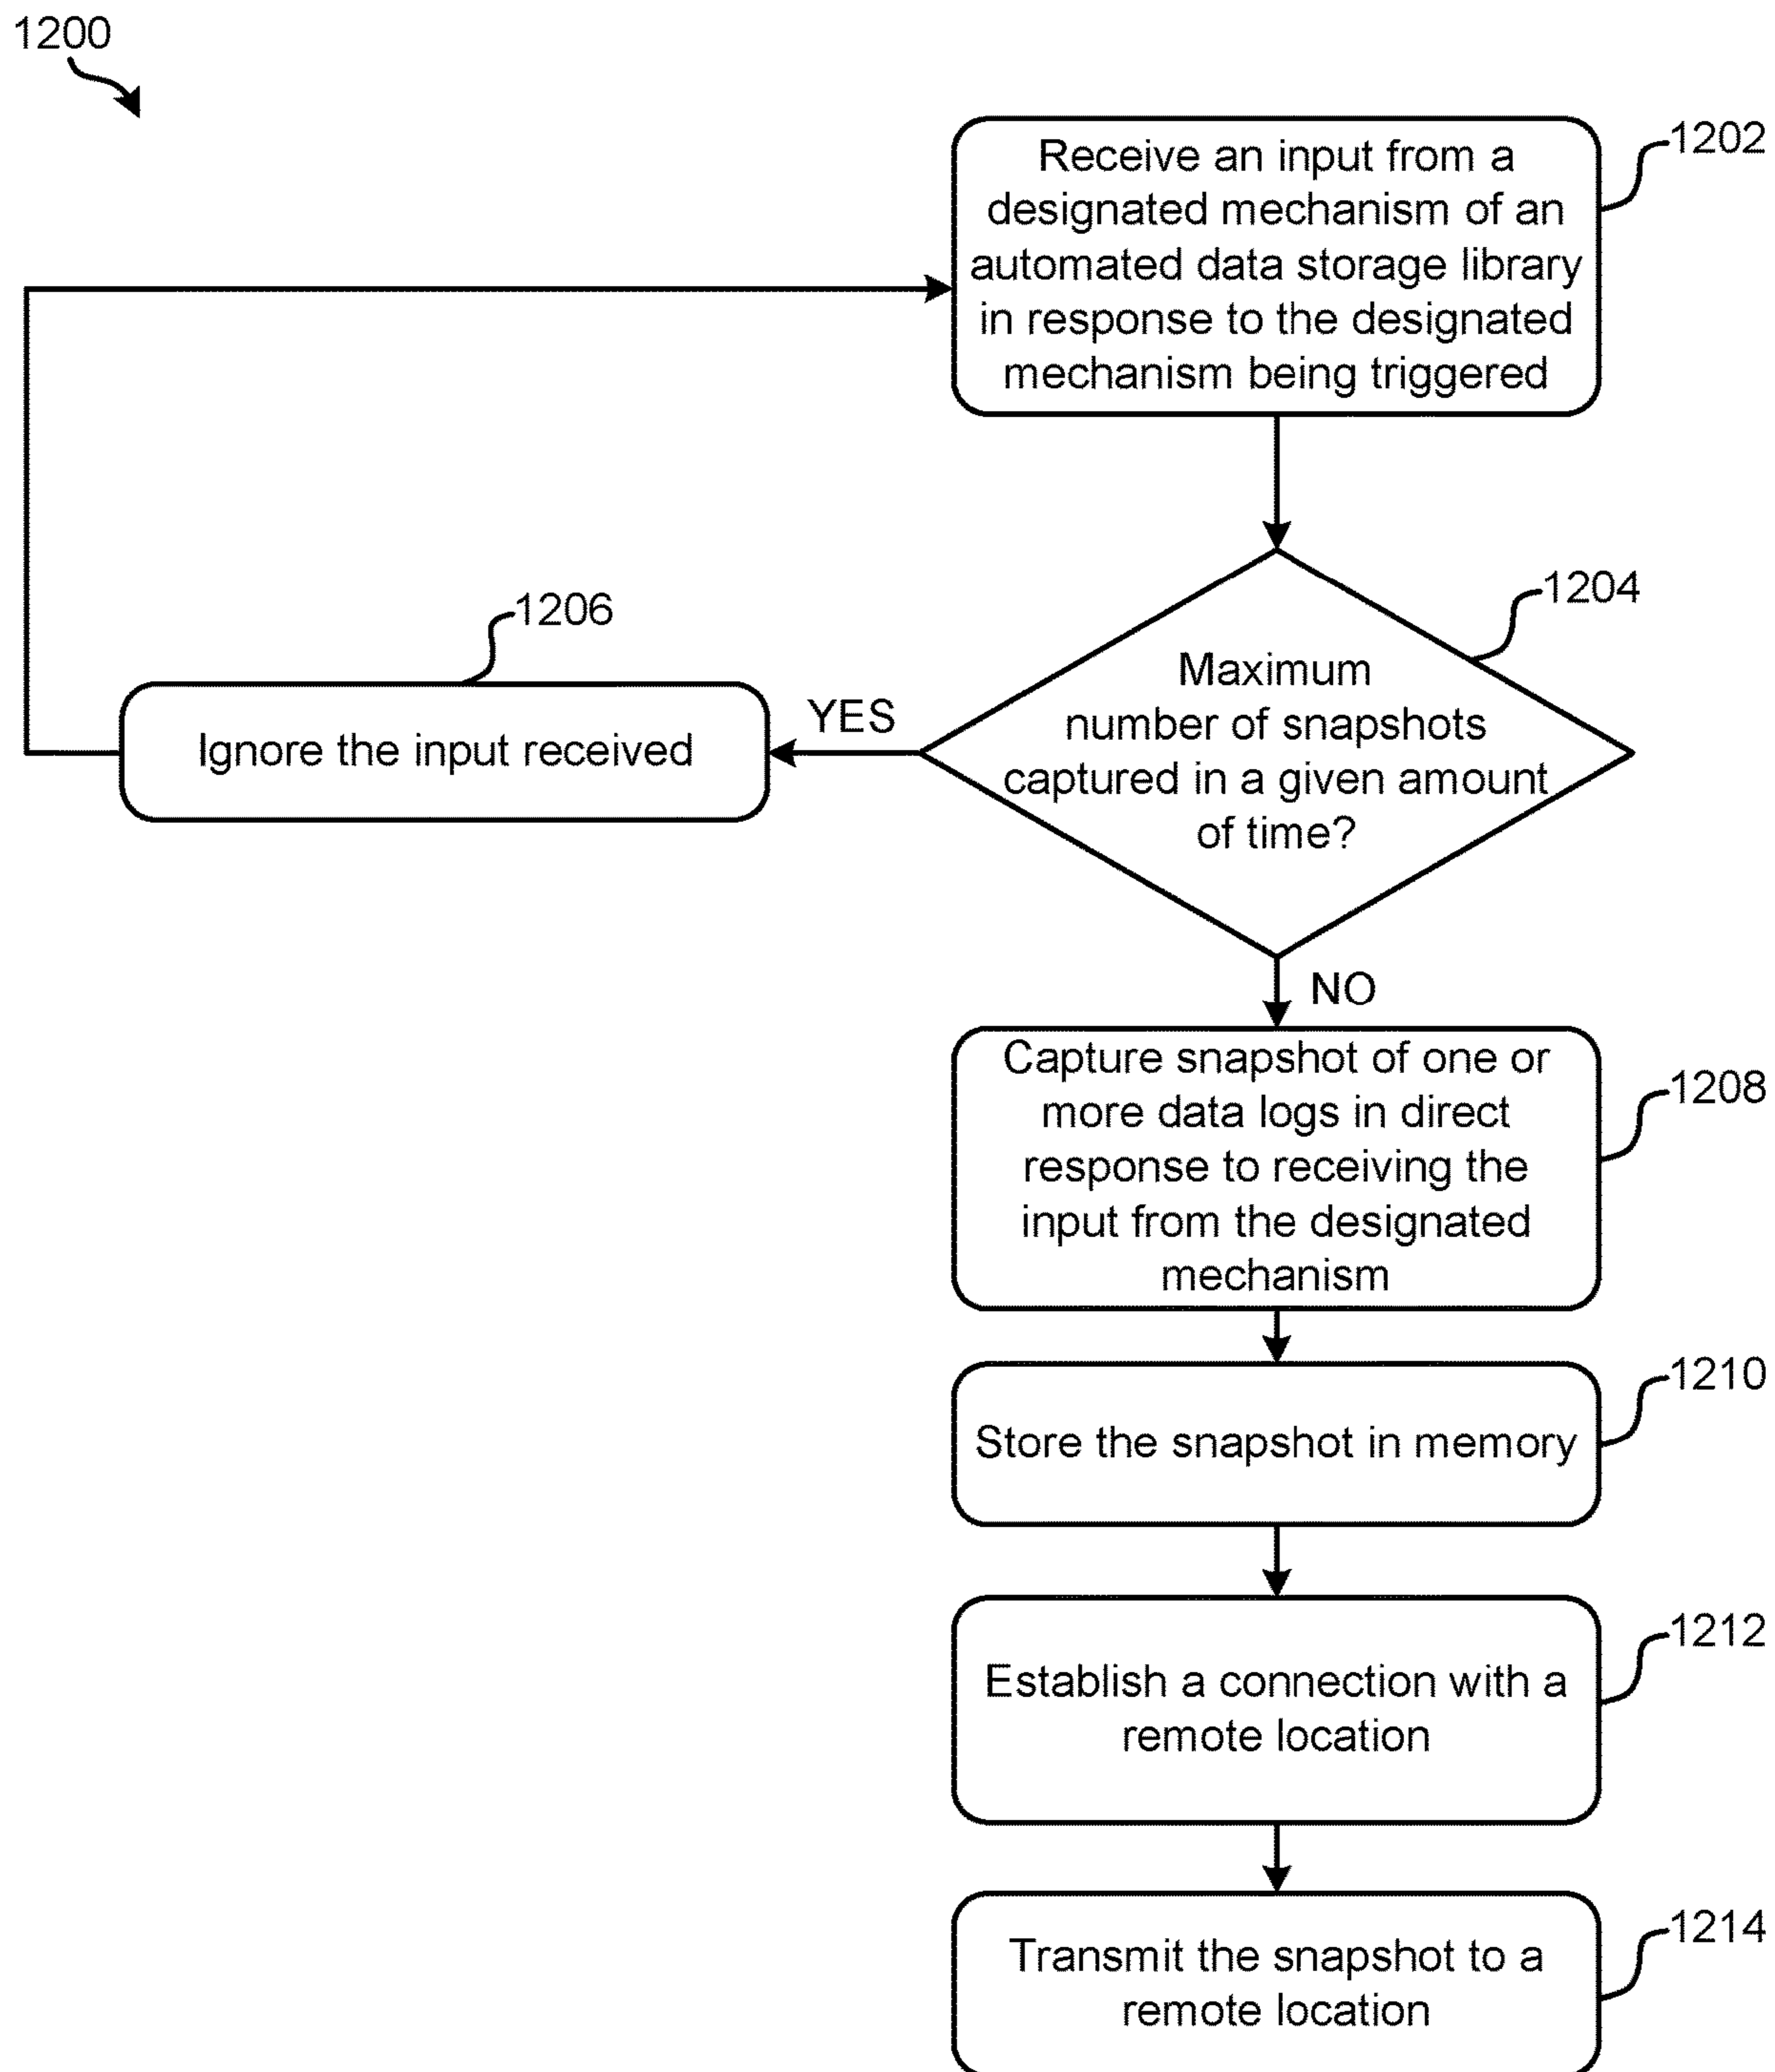 1200
Receive an input from a
designated mechanism of an
automated data storage library
in response to the designated
mechanism being triggered
1202
Maximum
number of snapshots
captured in a given amount
of time?
1204
YES
1206
Ignore the input received
NO
Capture snapshot of one or
more data logs in direct
response to receiving the
input from the designated
mechanism
1208
Store the snapshot in memory
1210
Establish a connection with a
remote location
1212
Transmit the snapshot to a
remote location
1214